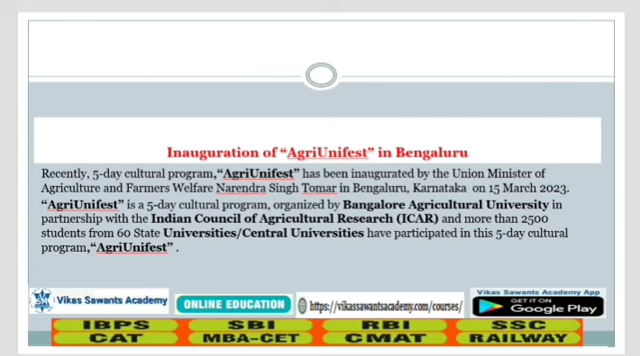 Inauguration of “AgriUnifest” in Bengaluru
Recently, 5-day cultural program,“AgriUnifest” has been inaugurated by the Union Minister of
Agriculture and Farmers Welfare Narendra Singh Tomar in Bengaluru, Karnataka on 15 March 2023.
“AgriUnifest” is a 5-day cultural program, organized by Bangalore Agricultural University in
partnership with the Indian Council of Agricultural Research (ICAR) and more than 2500
students from 60 State Universities/Central Universities have participated in this 5-day cultural
program,“AgriUnifest” .
Vikas Sawants Academy App
Vikas Sawants Academy
ONLINE EDUCATION
https://vikassawantsacademy.com/courses/
GET IT ON
Google Play
IBPS SBI RBI SSC
CAT MBA-CET CMAT RAILWAY